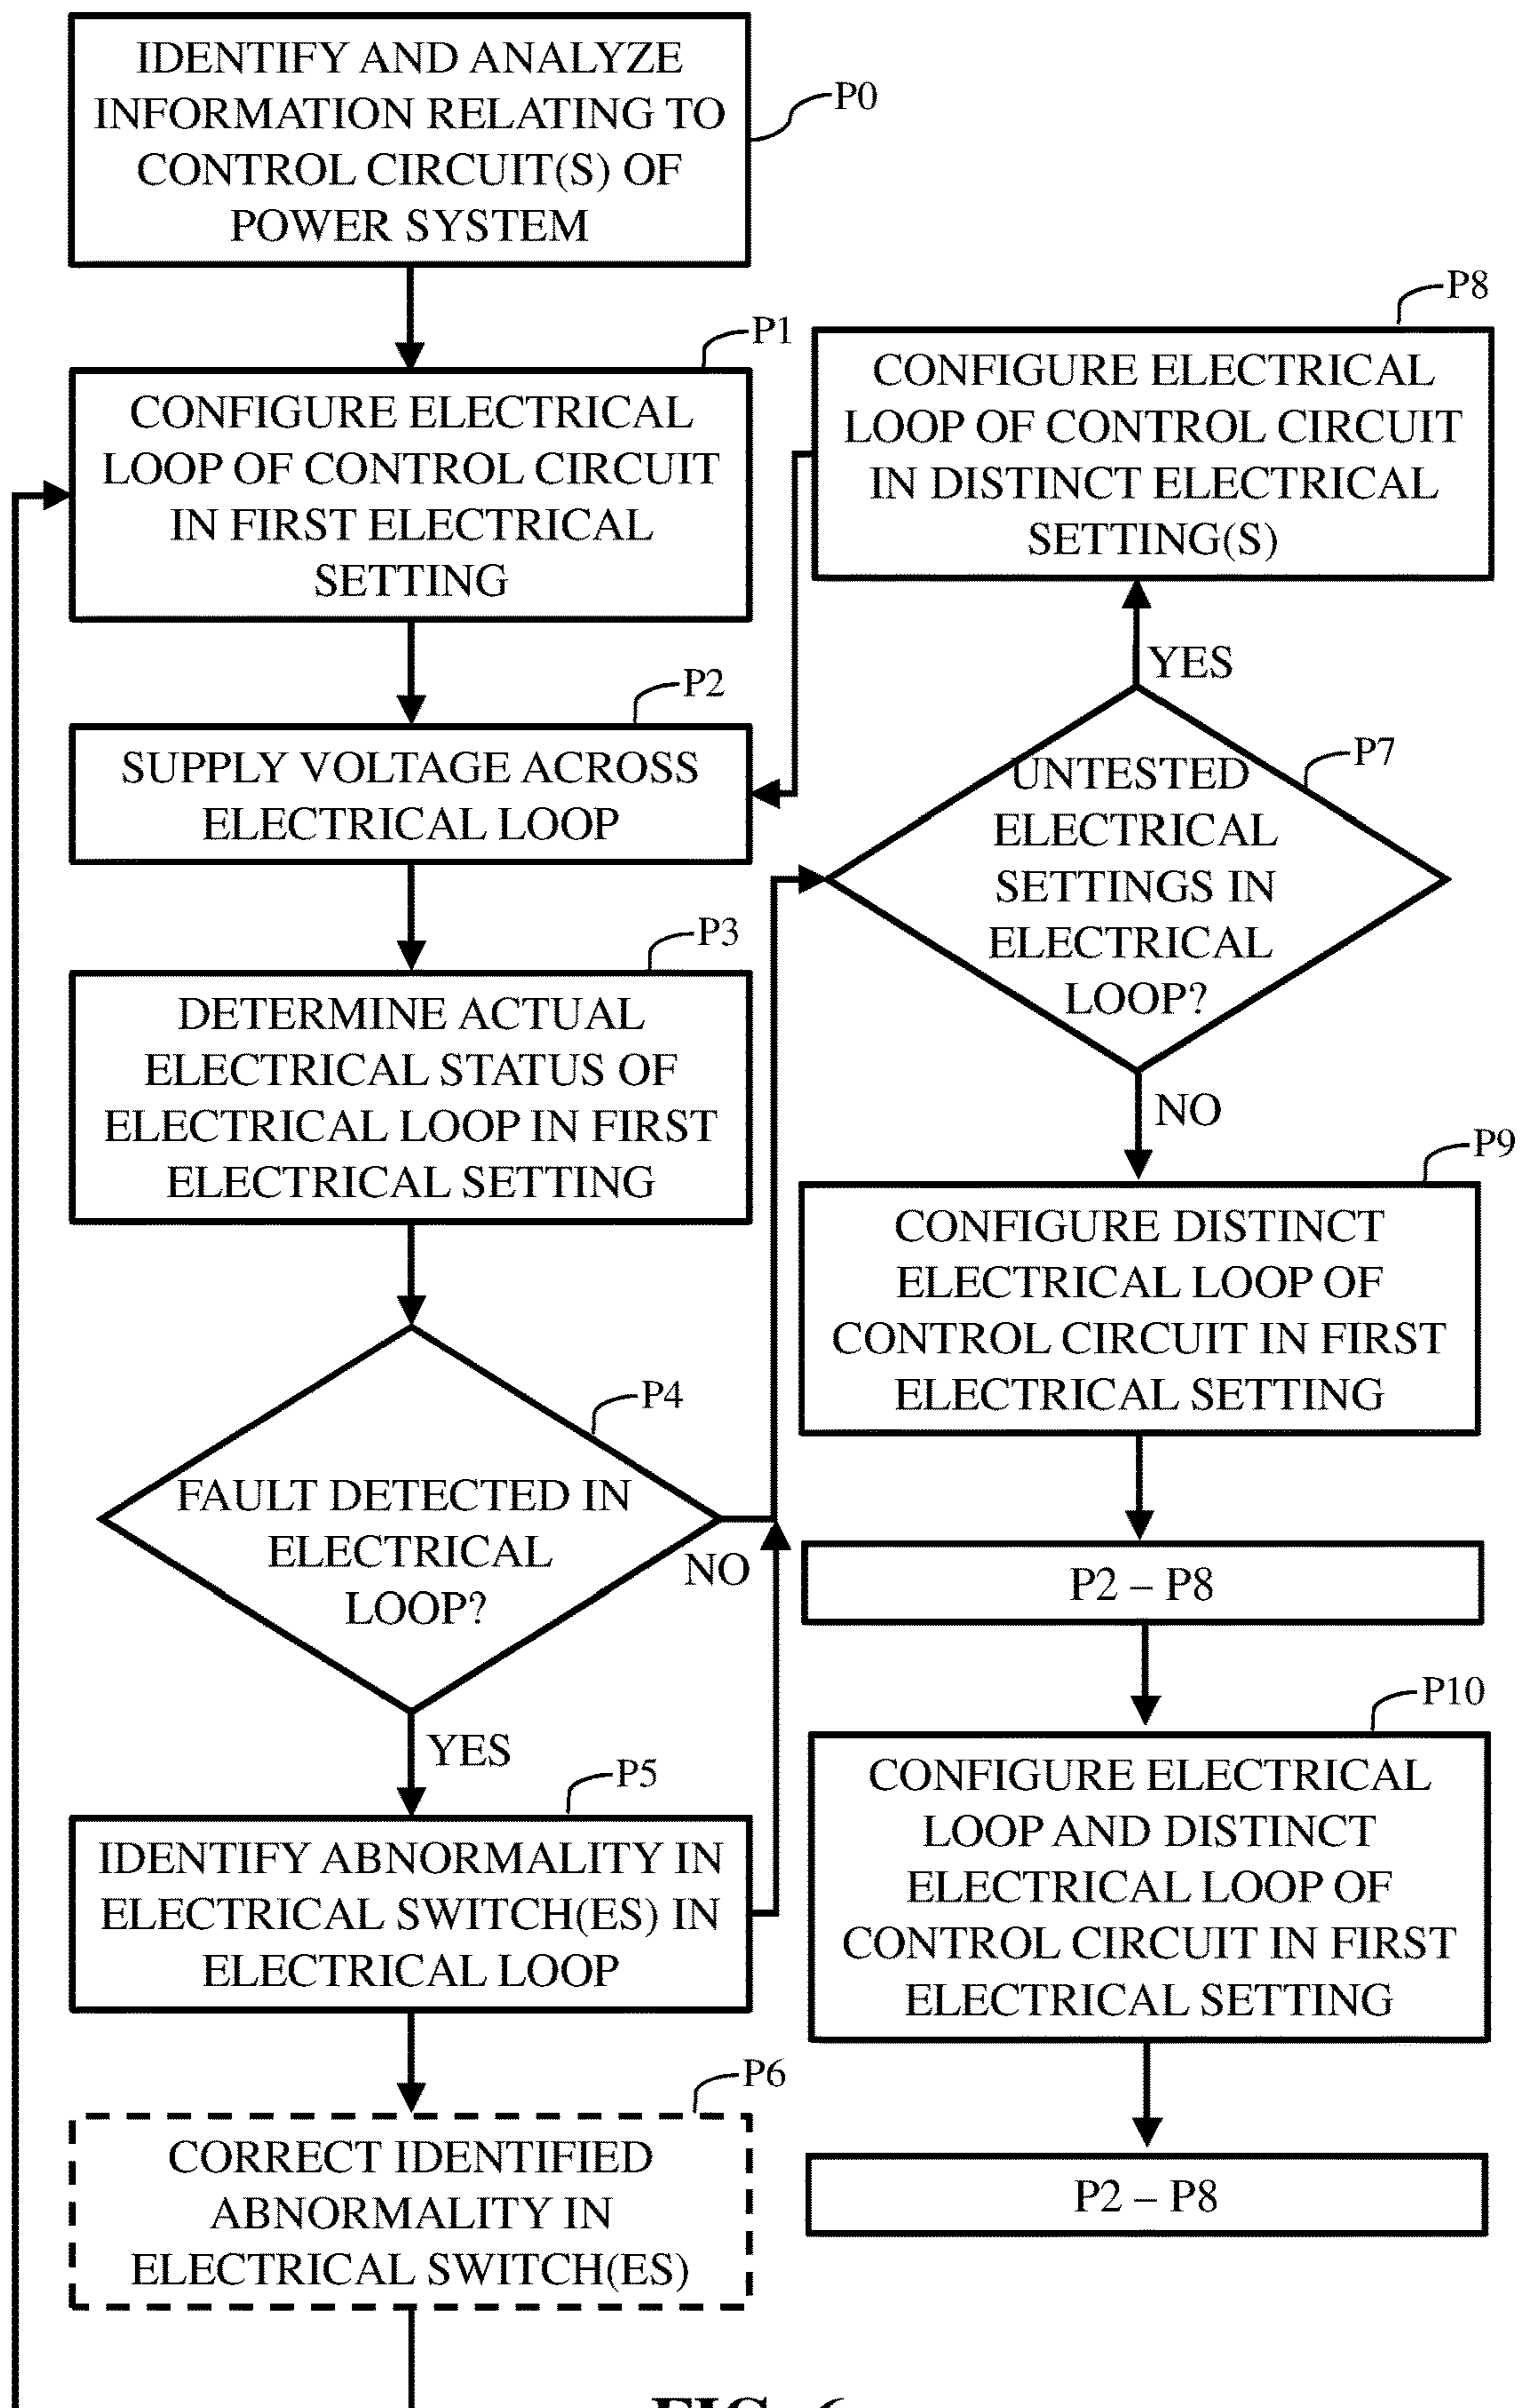 IDENTIFY AND ANALYZE
INFORMATION RELATING TO
CONTROL CIRCUIT(S) OF
POWER SYSTEM
P0
P1
CONFIGURE ELECTRICAL
LOOP OF CONTROL CIRCUIT
IN FIRST ELECTRICAL
SETTING
P2
SUPPLY VOLTAGE ACROSS
ELECTRICAL LOOP
P3
DETERMINE ACTUAL
ELECTRICAL STATUS OF
ELECTRICAL LOOP IN FIRST
ELECTRICAL SETTING
P4
FAULT DETECTED IN
ELECTRICAL
LOOP?
NO
YES
P5
IDENTIFY ABNORMALITY IN
ELECTRICAL SWITCH(ES) IN
ELECTRICAL LOOP
P6
CORRECT IDENTIFIED
ABNORMALITY IN
ELECTRICAL SWITCH(ES)
P8
CONFIGURE ELECTRICAL
LOOP OF CONTROL CIRCUIT
IN DISTINCT ELECTRICAL
SETTING(S)
YES
P7
UNTESTED
ELECTRICAL
SETTINGS IN
ELECTRICAL
LOOP?
NO
P9
CONFIGURE DISTINCT
ELECTRICAL LOOP OF
CONTROL CIRCUIT IN FIRST
ELECTRICAL SETTING
P2 – P8
P10
CONFIGURE ELECTRICAL
LOOP AND DISTINCT
ELECTRICAL LOOP OF
CONTROL CIRCUIT IN FIRST
ELECTRICAL SETTING
P2 – P8